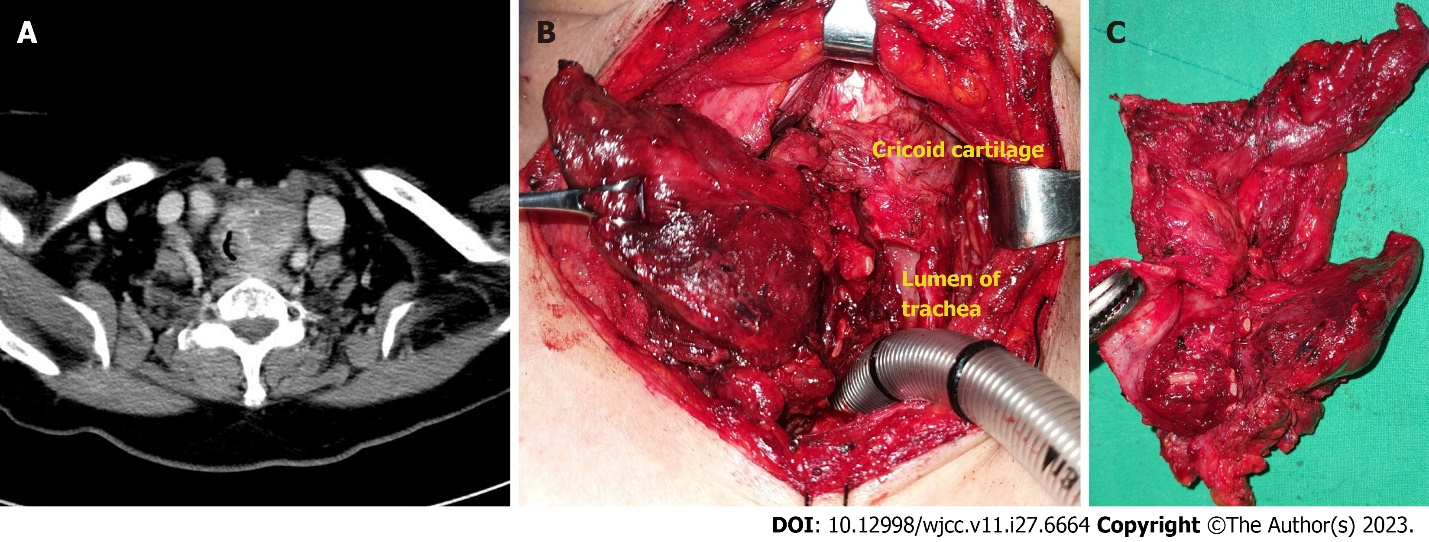 A
B
C
Cricoid cartilage
Lumen of
trachea
DOI: 10.12998/wjcc.v11.i27.6664 Copyright ©The Author(s) 2023.